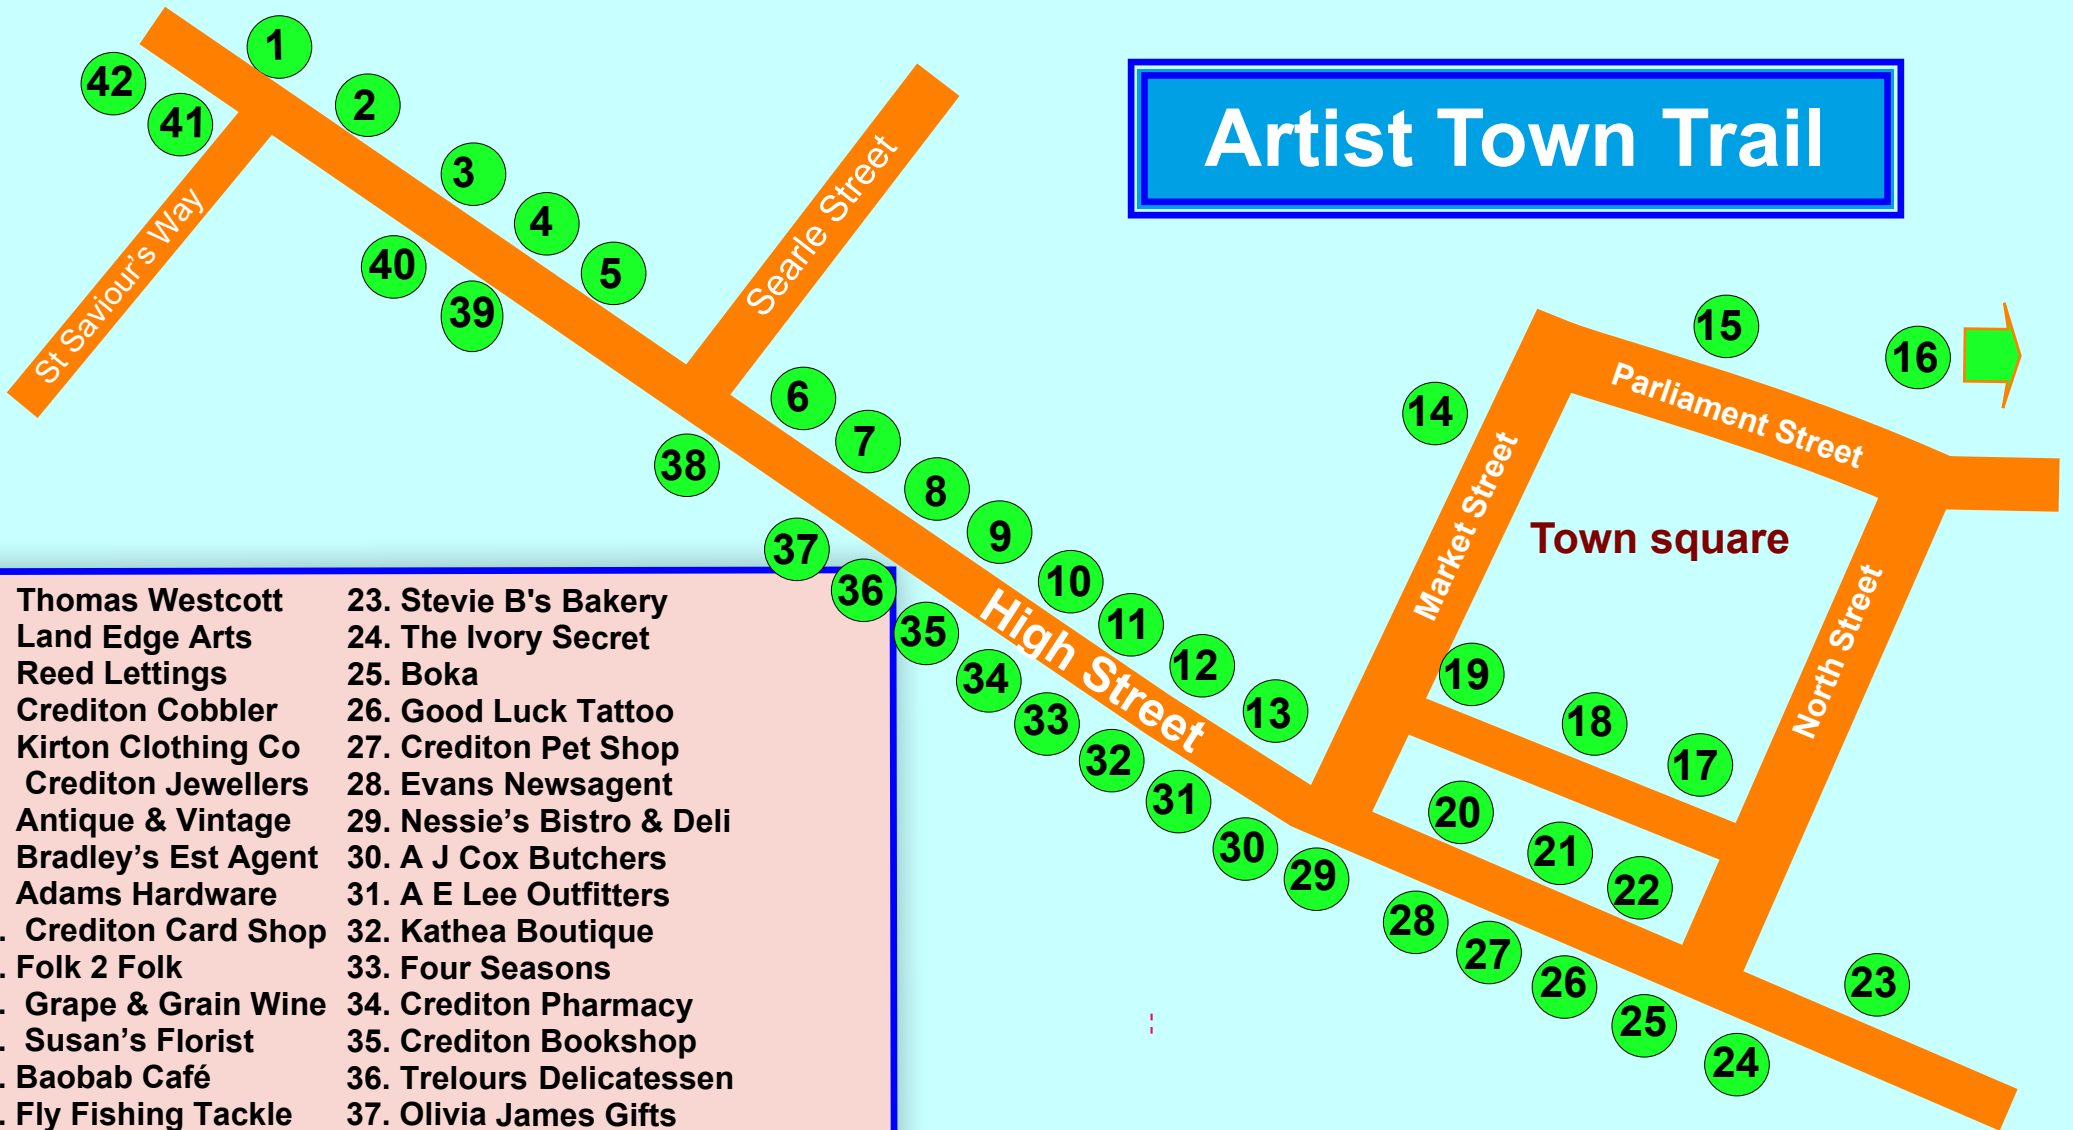 Artist Town Trail
1
2
3
4
5
6
7
8
9
10
11
12
13
14
15
16
17
18
19
20
21
22
23
24
25
26
27
28
29
30
31
32
33
34
35
36
37
38
39
40
41
42
St Saviour's Way
Searle Street
High Street
Market Street
Parliament Street
North Street
Town square
Thomas Westcott
Land Edge Arts
Reed Lettings
Crediton Cobbler
Kirton Clothing Co
Crediton Jewellers
Antique & Vintage
Bradley's Est Agent
Adams Hardware
. Crediton Card Shop
. Folk 2 Folk
. Grape & Grain Wine
. Susan's Florist
. Baobab Café
. Fly Fishing Tackle
23. Stevie B's Bakery
24. The Ivory Secret
25. Boka
26. Good Luck Tattoo
27. Crediton Pet Shop
28. Evans Newsagent
29. Nessie’s Bistro & Deli
30. A J Cox Butchers
31. A E Lee Outfitters
32. Kathea Boutique
33. Four Seasons
34. Crediton Pharmacy
35. Crediton Bookshop
36. Trelours Delicatessen
37. Olivia James Gifts